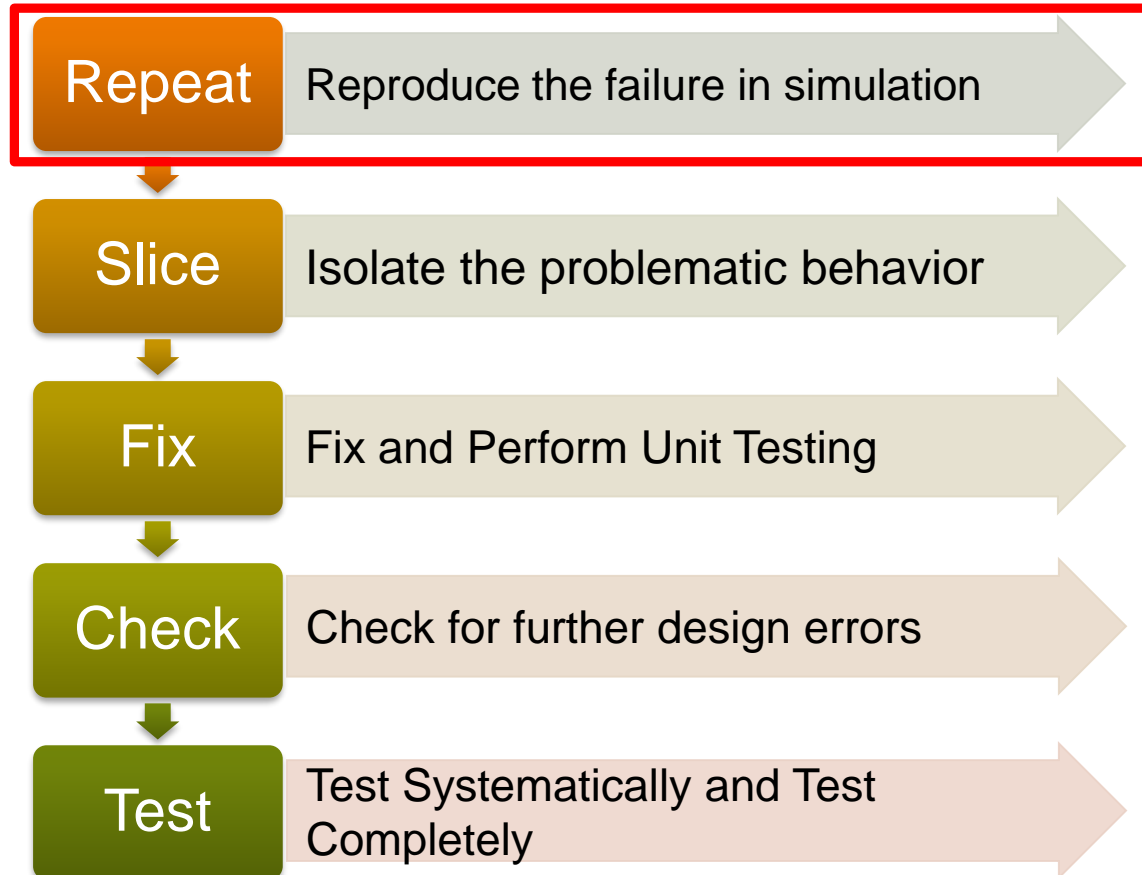 Repeat
Reproduce the failure in simulation
Slice
Isolate the problematic behavior
Fix
Fix and Perform Unit Testing
Check
Check for further design errors
Test
Test Systematically and Test
Completely